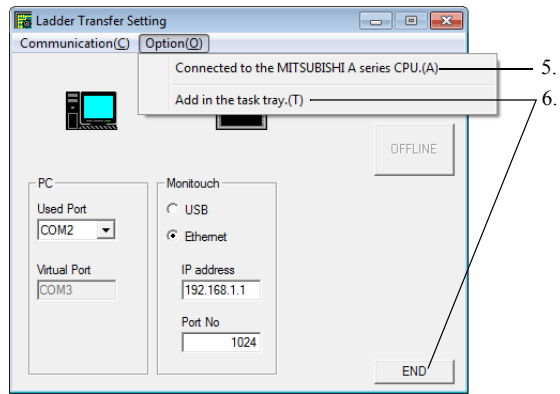 Ladder Transfer Setting
Communication(C) Option(O)
Connected to the MITSUBISHI A series CPU.(A) 5.
Add in the task tray.(T) 6.
OFFLINE
PC
Used Port
COM2
Virtual Port
COM3
Monitouch
USB
Ethernet
IP address
192.168.1.1
Port No
1024
END